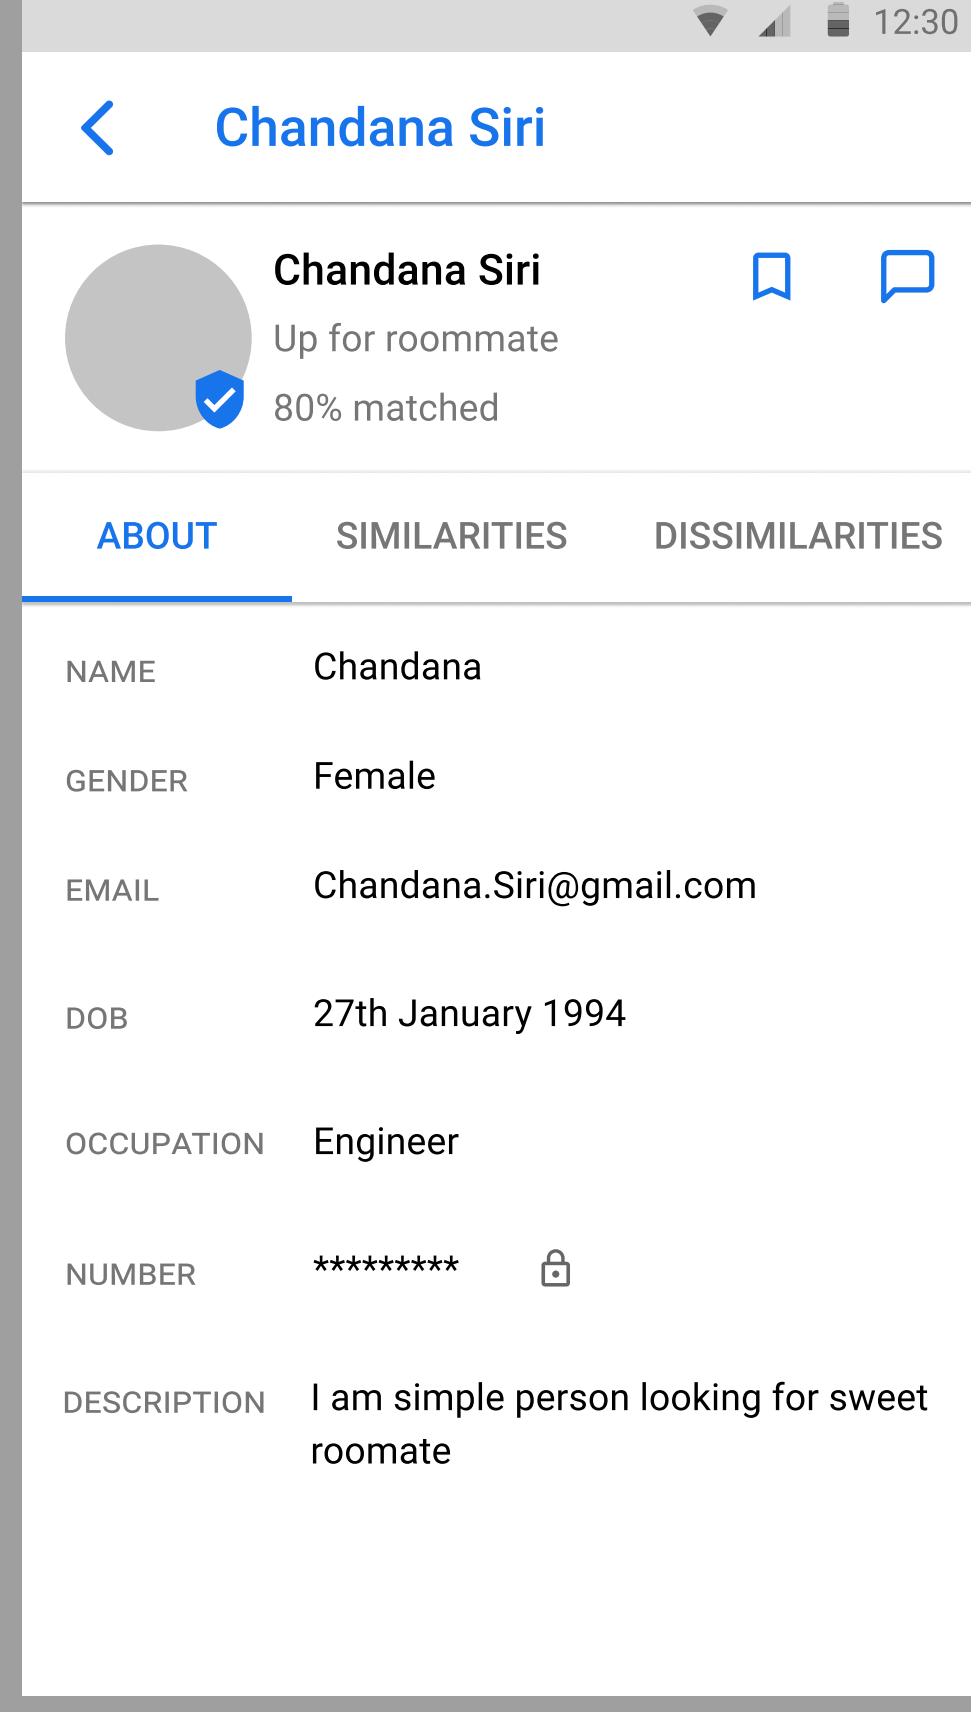 12:30
Chandana Siri
Chandana Siri
Up for roommate
80% matched
ABOUT SIMILARITIES DISSIMILARITIES
NAME Chandana
GENDER Female
EMAIL Chandana.Siri@gmail.com
DOB 27th January 1994
OCCUPATION Engineer
NUMBER *********
DESCRIPTION I am simple person looking for sweet
roomate